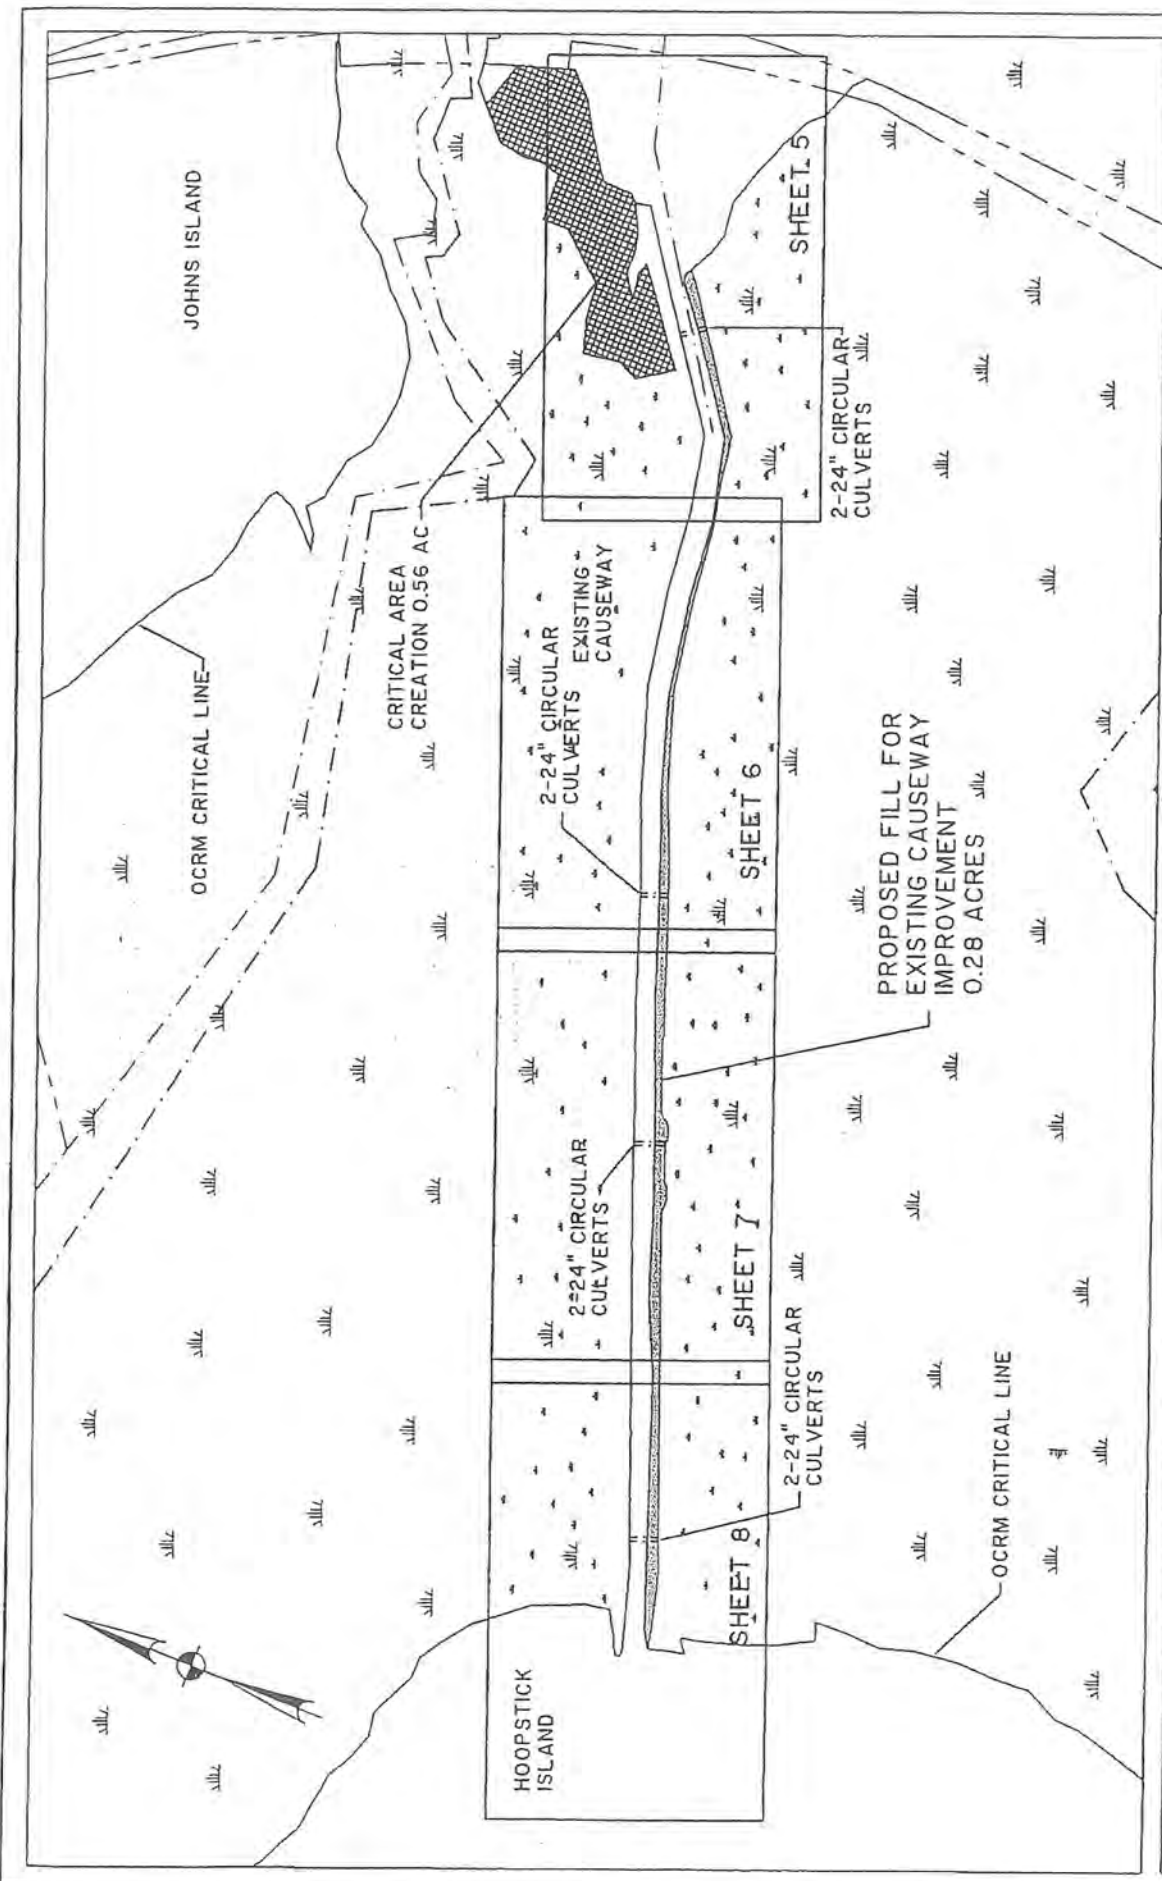 JOHNS ISLAND
OCRM CRITICAL LINE
CRITICAL AREA
CREATION 0.56 AC
2-24" CIRCULAR
CULVERTS
EXISTING
CAUSEWAY
SHEET 5
2-24" CIRCULAR
CULVERTS
SHEET 6
PROPOSED FILL FOR
EXISTING CAUSEWAY
IMPROVEMENT
0.28 ACRES
2-24" CIRCULAR
CULVERTS
SHEET 7
2-24" CIRCULAR
CULVERTS
SHEET 8
OCRM CRITICAL LINE
HOOPSTICK
ISLAND